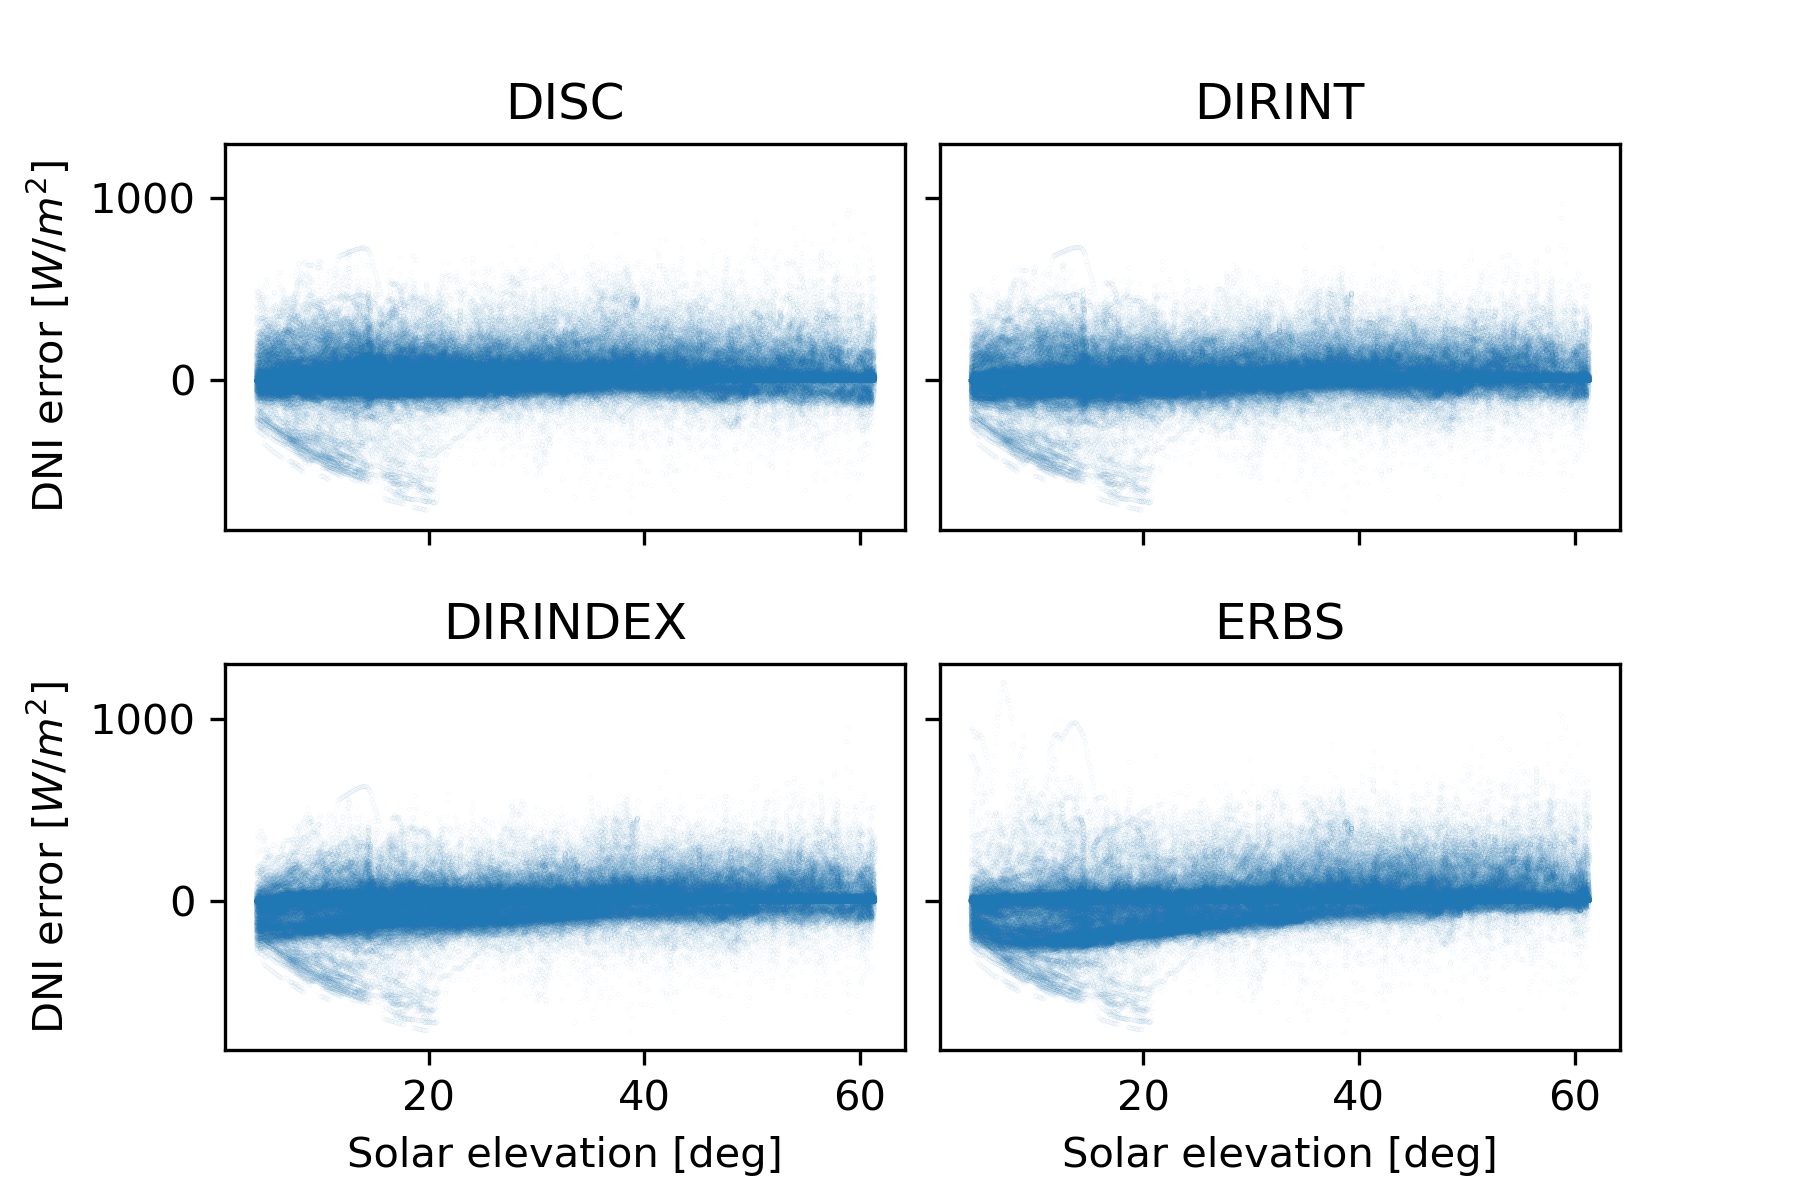 DISC
DIRINT
DNI error [W/m²]
1000
0
DIRINDEX
ERBS
DNI error [W/m²]
1000
0
20 40 60
20 40 60
Solar elevation [deg]
Solar elevation [deg]